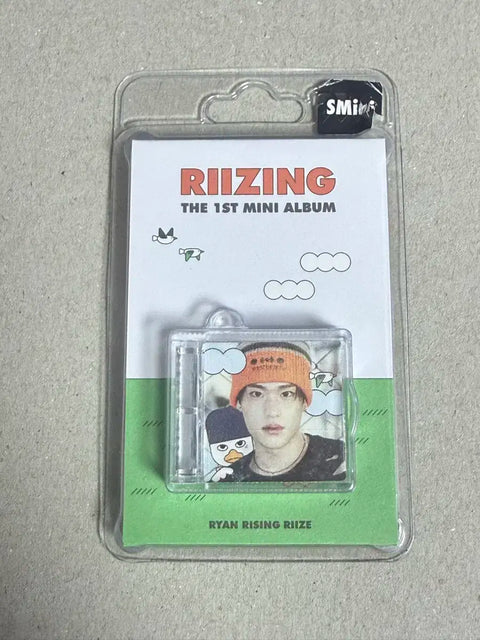 SMini
RIIZING
THE 1ST MINI ALBUM
RYAN RISING RIIZE